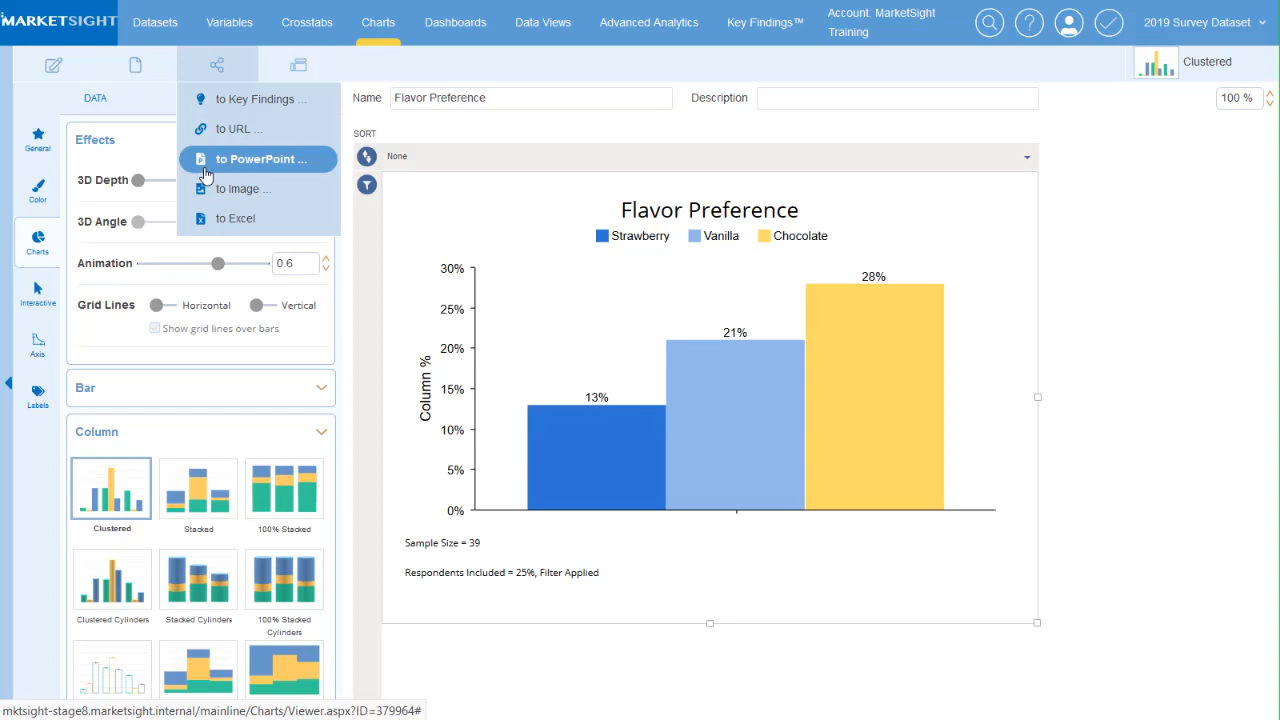 MARKETSIGHT
Datasets
Variables
Crosstabs
Charts
Dashboards
Data Views
Advanced Analytics
Key Findings™
Account: MarketSight
Training
2019 Survey Dataset
Clustered
DATA
to Key Findings ...
to URL ...
to PowerPoint ...
to Image ...
to Excel
Name
Flavor Preference
Description
100 %
SORT
None
General
Color
Charts
Interactive
Axis
Labels
Effects
3D Depth
3D Angle
Animation
0.6
Grid Lines
Horizontal
Vertical
Show grid lines over bars
Bar
Column
Clustered
Stacked
100% Stacked
Clustered Cylinders
Stacked Cylinders
100% Stacked
Cylinders
Flavor Preference
Strawberry
Vanilla
Chocolate
Column %
30%
25%
20%
15%
10%
5%
0%
13%
21%
28%
Sample Size = 39
Respondents Included = 25%, Filter Applied
mktsight-stage8.marketsight.internal/mainline/Charts/Viewer.aspx?ID=379964#